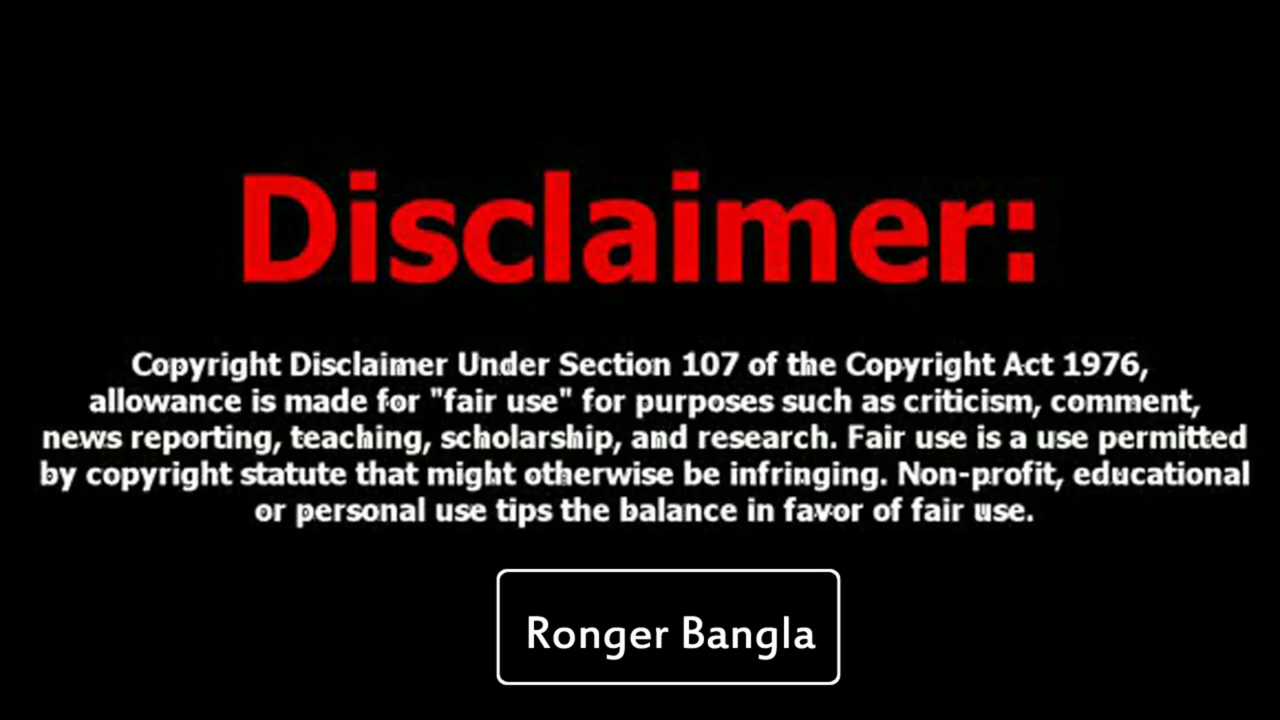 Disclaimer:
Copyright Disclaimer Under Section 107 of the Copyright Act 1976,
allowance is made for "fair use" for purposes such as criticism, comment,
news reporting, teaching, scholarship, and research. Fair use is a use permitted
by copyright statute that might otherwise be infringing. Non-profit, educational
or personal use tips the balance in favor of fair use.
Ronger Bangla